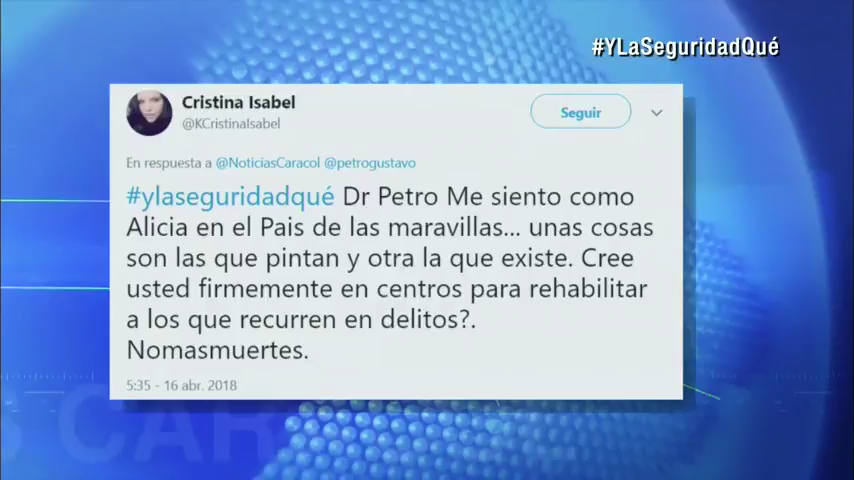 #YLaSeguridadQué
Cristina Isabel
@KCristinaIsabel
Seguir
En respuesta a @NoticiasCaracol @petrogustavo
#ylaseguridadqué Dr Petro Me siento como
Alicia en el Pais de las maravillas... unas cosas
son las que pintan y otra la que existe. Cree
usted firmemente en centros para rehabilitar
a los que recurren en delitos?.
Nomasmuertes.
5:35 - 16 abr. 2018
S CAR